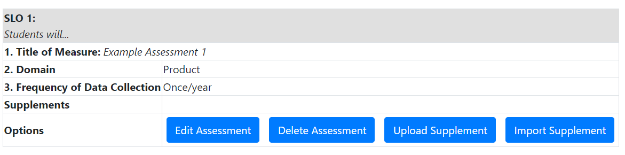 SLO 1:
Students will...
1. Title of Measure: Example Assessment 1
2. Domain Product
3. Frequency of Data Collection Once/year
Supplements
Options Edit Assessment Delete Assessment Upload Supplement Import Supplement